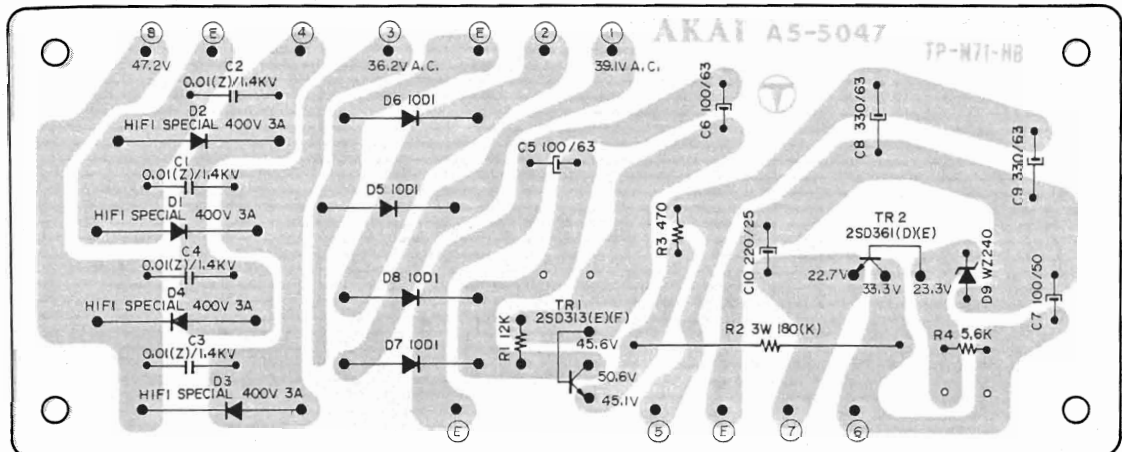 8 E 4 3 E 2 1 AKAI A5-5047
TP-N71-HB
47.2V 36.2V A.C. 39.1V A.C.
C2
0.01(Z)/1.4KV
D2
HIFI SPECIAL 400V 3A
C1
0.01(Z)/1.4KV
D1
HIFI SPECIAL 400V 3A
C4
0.01(Z)/1.4KV
D4
HIFI SPECIAL 400V 3A
C3
0.01(Z)/1.4KV
D3
HIFI SPECIAL 400V 3A
D6 10D1
D5 10D1
D8 10D1
D7 10D1
C5 100/63
C6 100/63
C8 330/63
C9 330/63
R3 470
C10 220/25
TR2
2SD361(D)(E)
22.7V 33.3V 23.3V
D9 WZ240
C7 100/50
TR1
2SD313(E)(F)
45.6V
R1 12K
50.6V
45.1V
R2 3W 180(K)
R4 5.6K
E 5 E 7 6